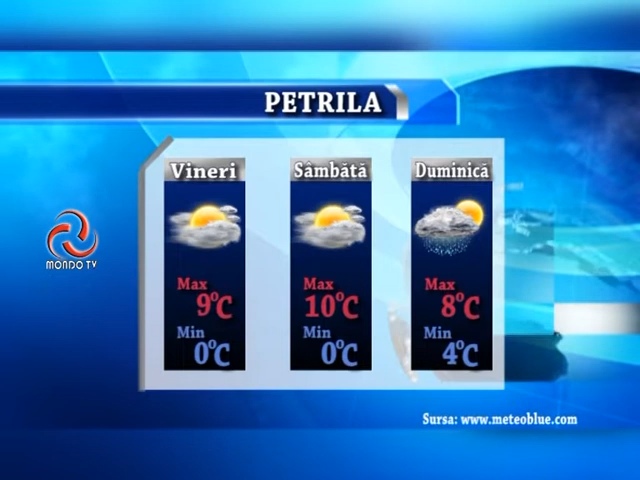 PETRILA
Vineri
Max
9°C
Min
0°C
Sâmbătă
Max
10°C
Min
0°C
Duminică
Max
8°C
Min
4°C
MONDO TV
Sursa: www.meteoblue.com